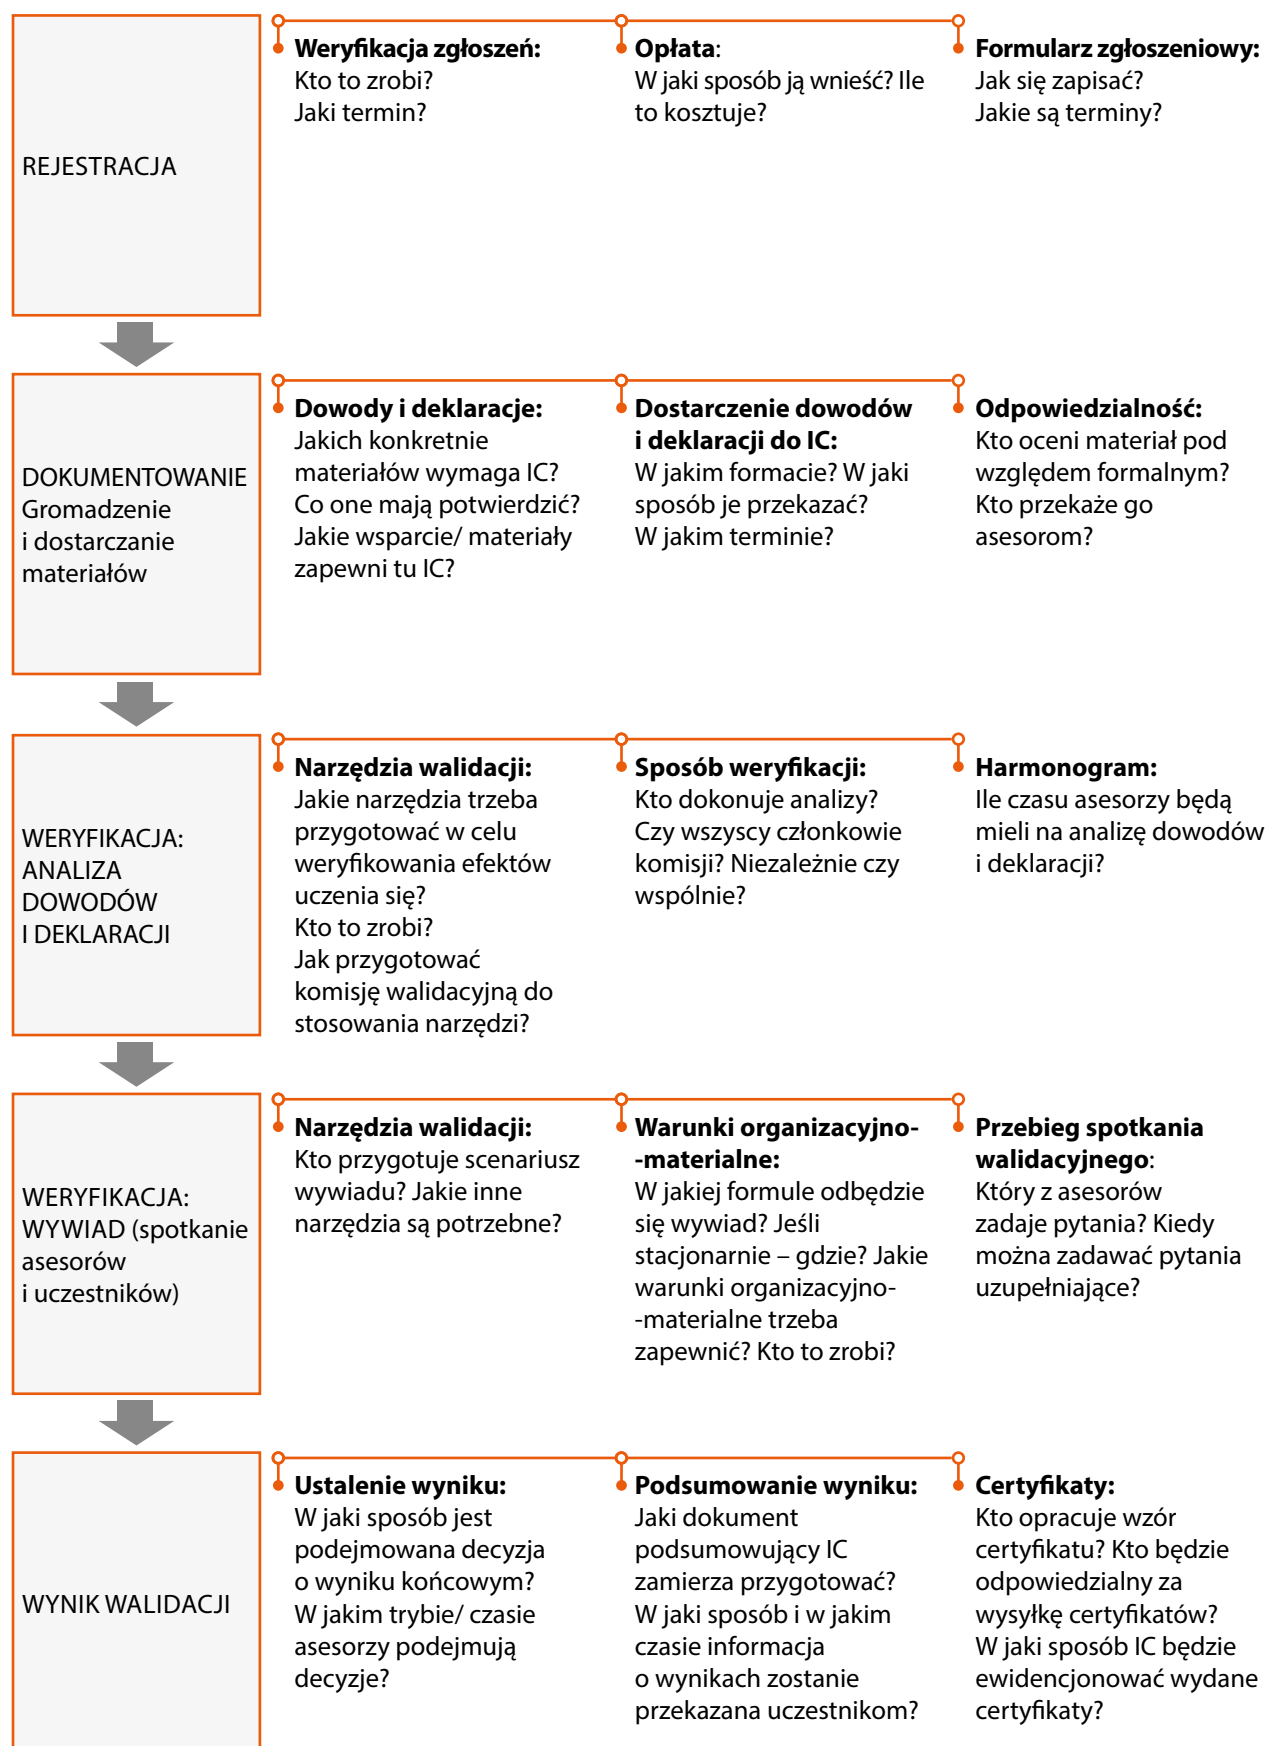 REJESTRACJA
Weryfikacja zgłoszeń:
Kto to zrobi?
Jaki termin?
Opłata:
W jaki sposób ją wnieść? Ile
to kosztuje?
Formularz zgłoszeniowy:
Jak się zapisać?
Jakie są terminy?
DOKUMENTOWANIE
Gromadzenie
i dostarczanie
materiałów
Dowody i deklaracje:
Jakich konkretnie
materiałów wymaga IC?
Co one mają potwierdzić?
Jakie wsparcie/ materiały
zapewni tu IC?
Dostarczenie dowodów
i deklaracji do IC:
W jakim formacie? W jaki
sposób je przekazać?
W jakim terminie?
Odpowiedzialność:
Kto oceni materiał pod
względem formalnym?
Kto przekaże go
asesorom?
WERYFIKACJA:
ANALIZA
DOWODÓW
I DEKLARACJI
Narzędzia walidacji:
Jakie narzędzia trzeba
przygotować w celu
weryfikowania efektów
uczenia się?
Kto to zrobi?
Jak przygotować
komisję walidacyjną do
stosowania narzędzi?
Sposób weryfikacji:
Kto dokonuje analizy?
Czy wszyscy członkowie
komisji? Niezależnie czy
wspólnie?
Harmonogram:
Ile czasu asesorzy będą
mieli na analizę dowodów
i deklaracji?
WERYFIKACJA:
WYWIAD (spotkanie
asesorów
i uczestników)
Narzędzia walidacji:
Kto przygotuje scenariusz
wywiadu? Jakie inne
narzędzia są potrzebne?
Warunki organizacyjno-
-materialne:
W jakiej formule odbędzie
się wywiad? Jeśli
stacjonarnie – gdzie? Jakie
warunki organizacyjno-
-materialne trzeba
zapewnić? Kto to zrobi?
Przebieg spotkania
walidacyjnego:
Który z asesorów
zadaje pytania? Kiedy
można zadawać pytania
uzupełniające?
WYNIK WALIDACJI
Ustalenie wyniku:
W jaki sposób jest
podejmowana decyzja
o wyniku końcowym?
W jakim trybie/ czasie
asesorzy podejmują
decyzje?
Podsumowanie wyniku:
Jaki dokument
podsumowujący IC
zamierza przygotować?
W jaki sposób i w jakim
czasie informacja
o wynikach zostanie
przekazana uczestnikom?
Certyfikaty:
Kto opracuje wzór
certyfikatu? Kto będzie
odpowiedzialny za
wysyłkę certyfikatów?
W jaki sposób IC będzie
ewidencjonować wydane
certyfikaty?